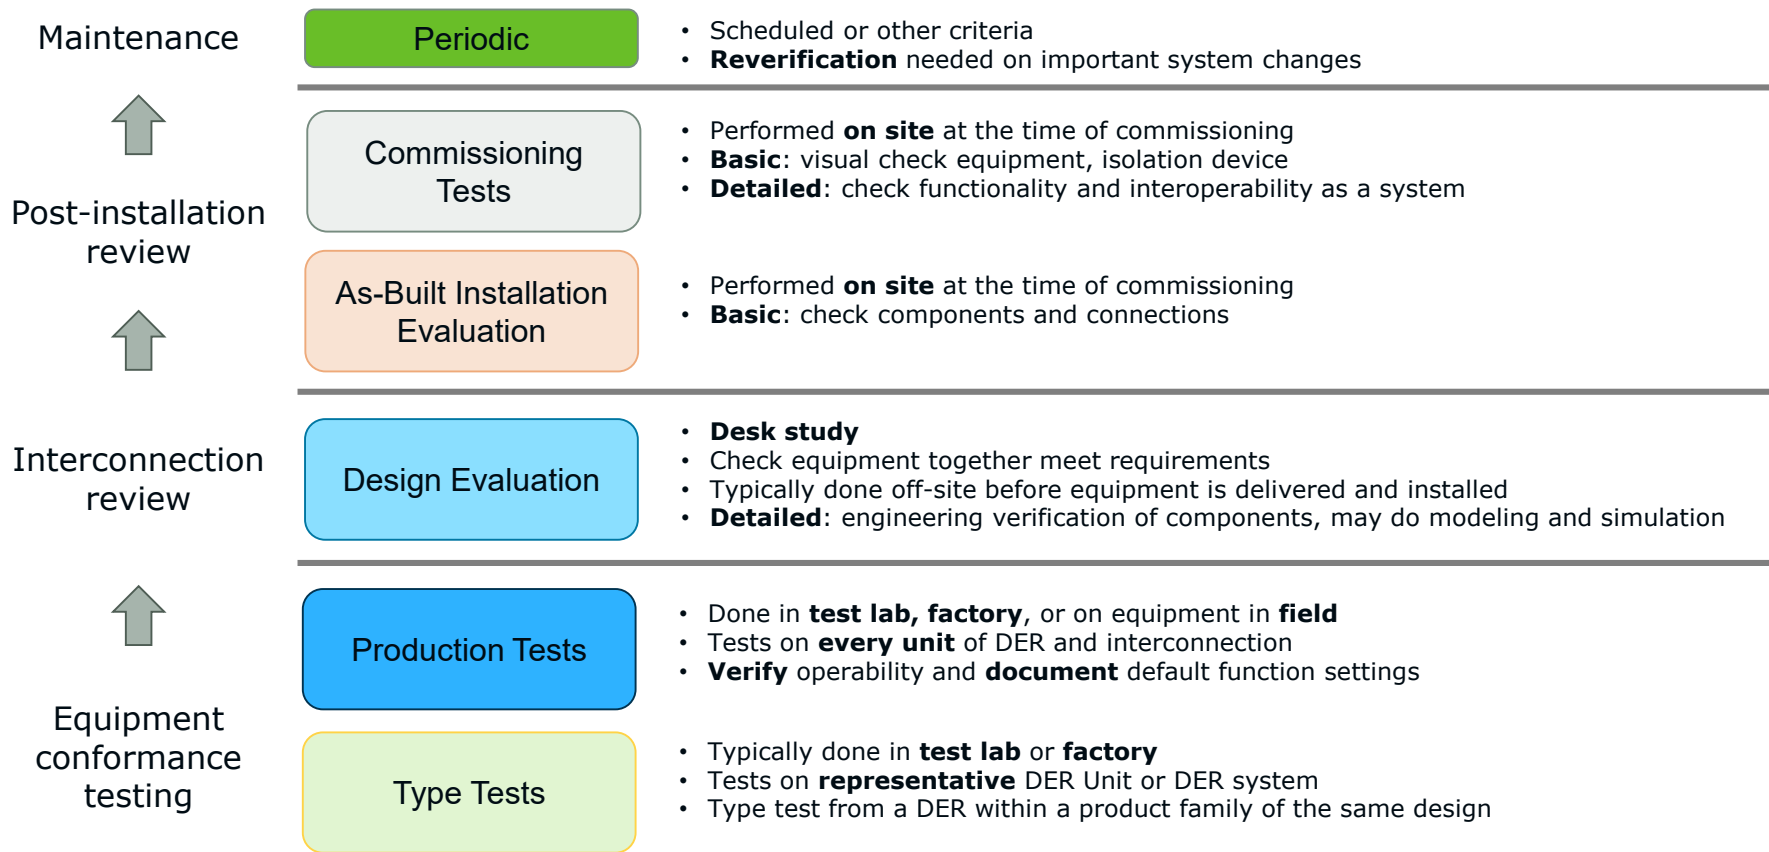 Maintenance
Periodic
• Scheduled or other criteria
• Reverification needed on important system changes
Commissioning
Tests
• Performed on site at the time of commissioning
• Basic: visual check equipment, isolation device
• Detailed: check functionality and interoperability as a system
Post-installation
review
As-Built Installation
Evaluation
• Performed on site at the time of commissioning
• Basic: check components and connections
Interconnection
review
Design Evaluation
• Desk study
• Check equipment together meet requirements
• Typically done off-site before equipment is delivered and installed
• Detailed: engineering verification of components, may do modeling and simulation
Production Tests
• Done in test lab, factory, or on equipment in field
• Tests on every unit of DER and interconnection
• Verify operability and document default function settings
Equipment
conformance
testing
Type Tests
• Typically done in test lab or factory
• Tests on representative DER Unit or DER system
• Type test from a DER within a product family of the same design